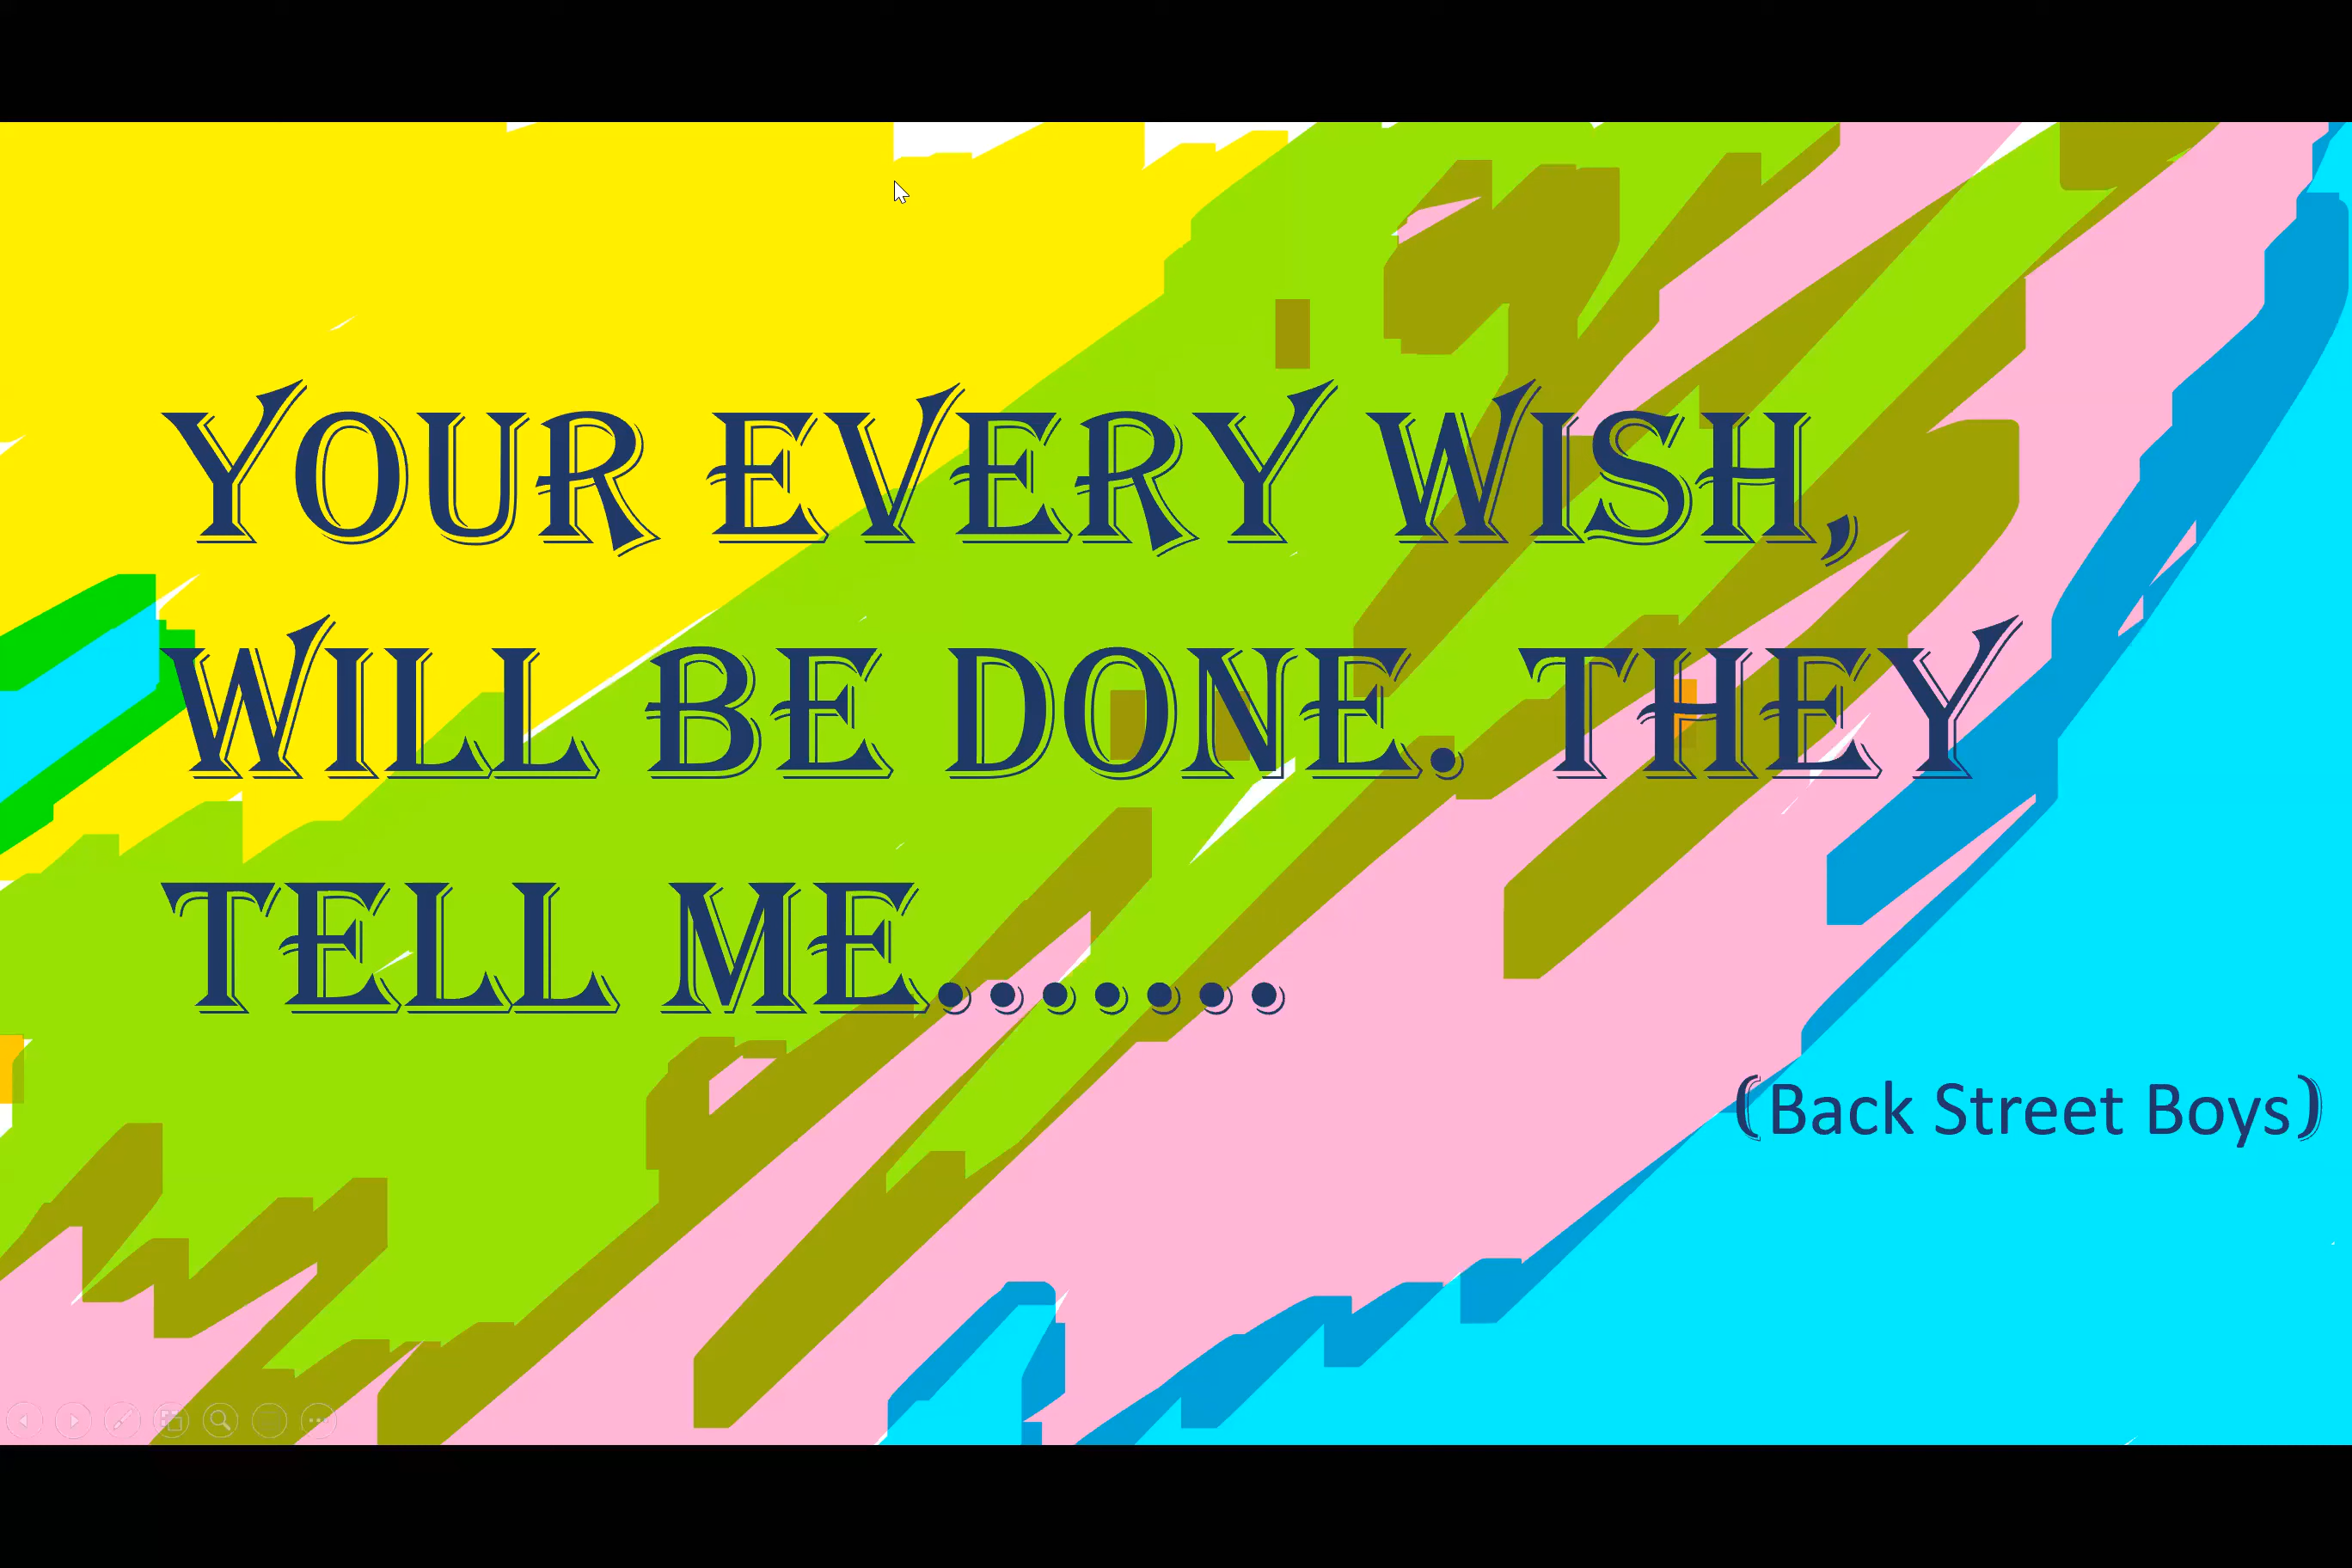 YOUR EVERY WISH,
WILL BE DONE. THEY
TELL ME.......
(Back Street Boys)